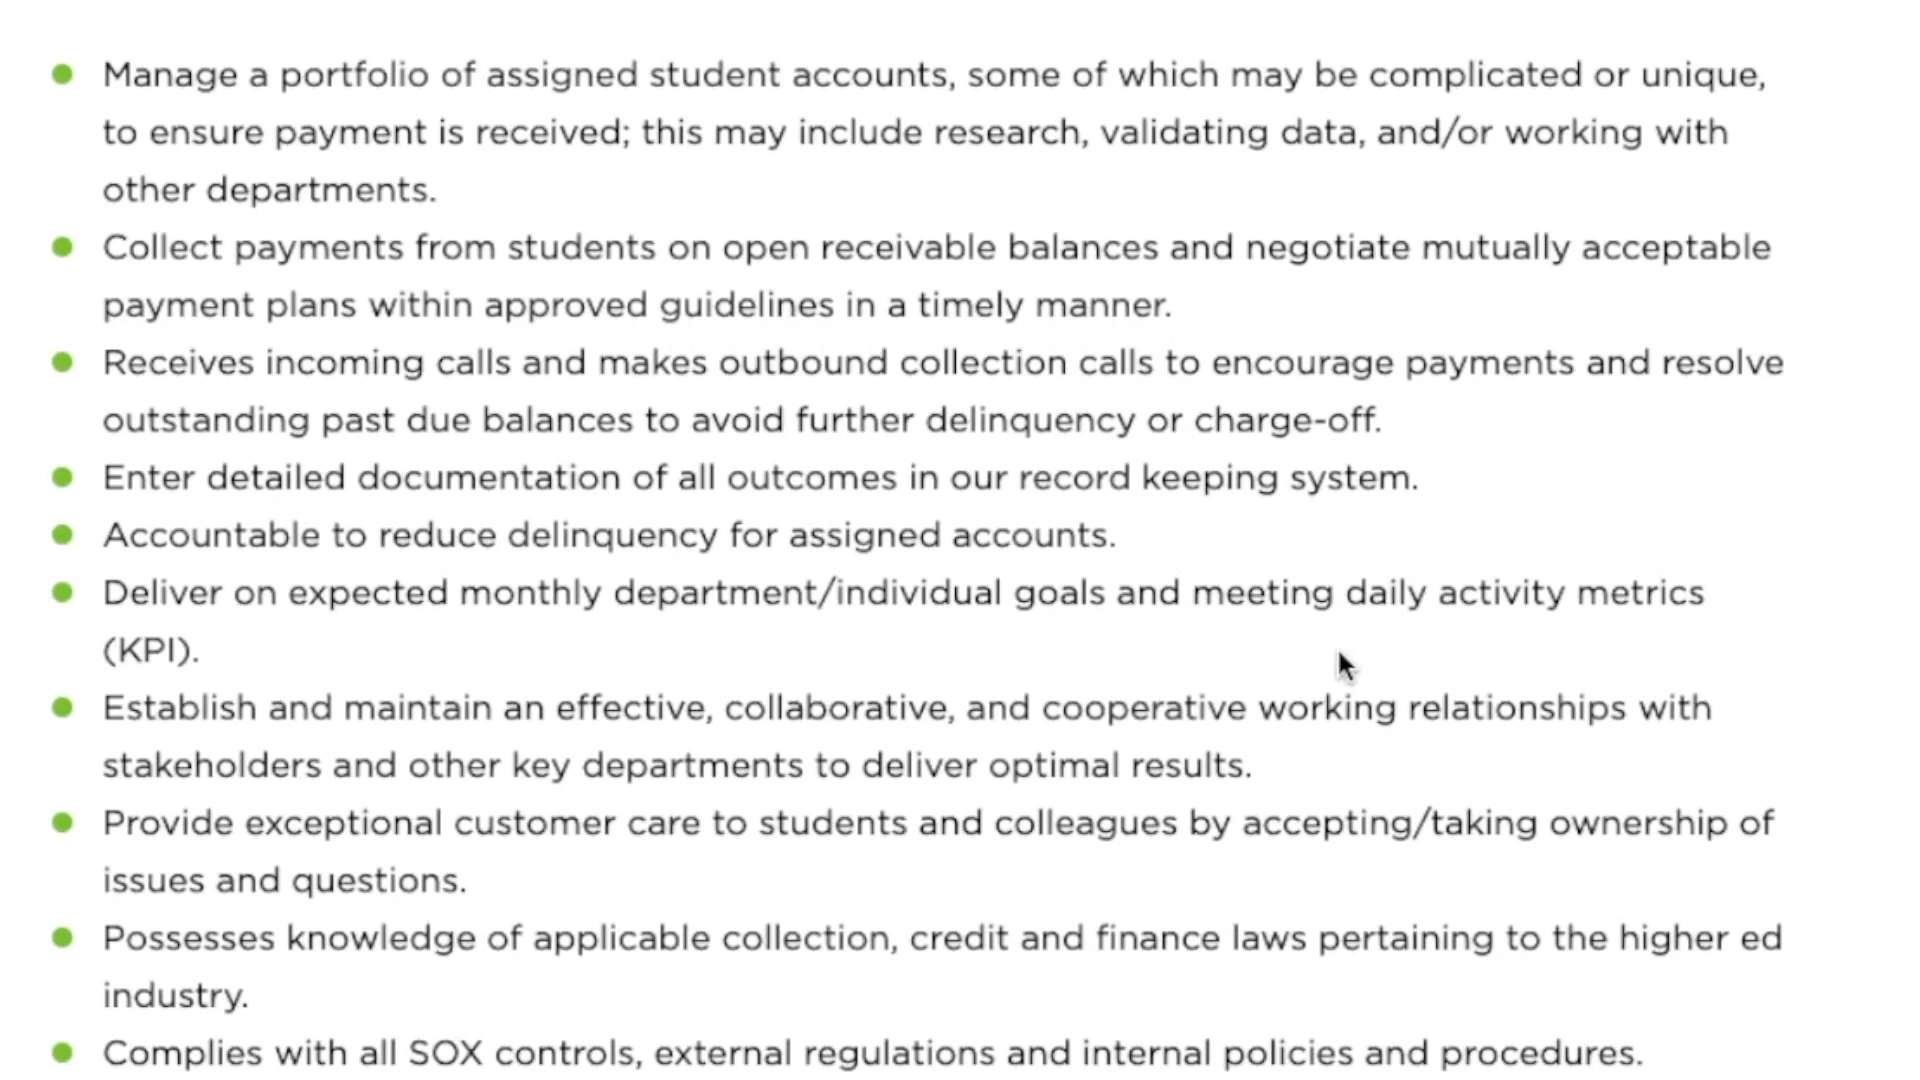 Manage a portfolio of assigned student accounts, some of which may be complicated or unique,
to ensure payment is received; this may include research, validating data, and/or working with
other departments.
Collect payments from students on open receivable balances and negotiate mutually acceptable
payment plans within approved guidelines in a timely manner.
Receives incoming calls and makes outbound collection calls to encourage payments and resolve
outstanding past due balances to avoid further delinquency or charge-off.
Enter detailed documentation of all outcomes in our record keeping system.
Accountable to reduce delinquency for assigned accounts.
Deliver on expected monthly department/individual goals and meeting daily activity metrics
(KPI).
Establish and maintain an effective, collaborative, and cooperative working relationships with
stakeholders and other key departments to deliver optimal results.
Provide exceptional customer care to students and colleagues by accepting/taking ownership of
issues and questions.
Possesses knowledge of applicable collection, credit and finance laws pertaining to the higher ed
industry.
Complies with all SOX controls, external regulations and internal policies and procedures.